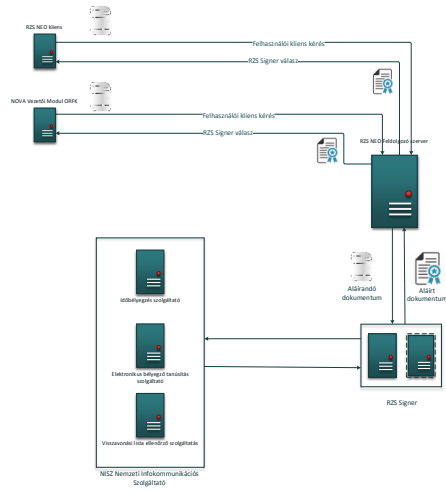 RZS NEO kliens
Felhasználói kliens kérés
RZS Signer válasz
NOVA Vezetői Modul ORFK
Felhasználói kliens kérés
RZS Signer válasz
RZS NEO Feldolgozó szerver
Aláírandó
dokumentum
Aláírt
dokumentum
Időbélyegzés szolgáltató
Elektronikus bélyegző tanúsítás
szolgáltató
Visszavonási lista ellenőrző szolgáltatás
RZS Signer
NISZ Nemzeti Infokommunikációs
Szolgáltató